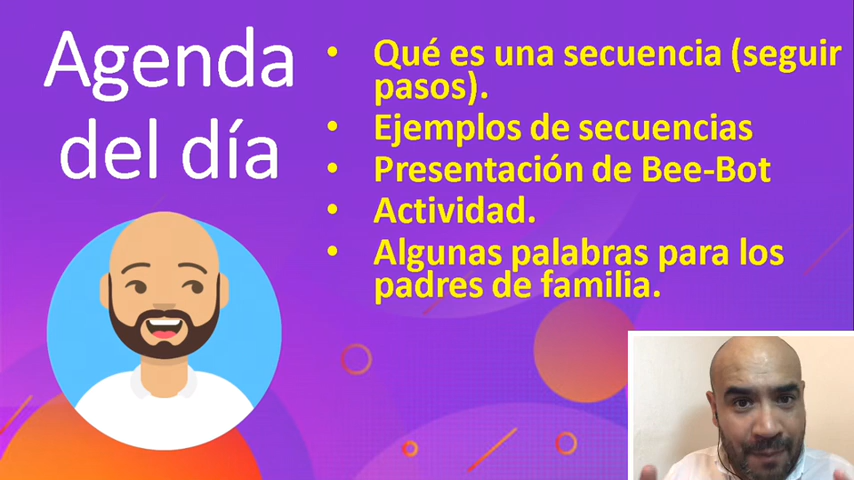 Agenda
del día
• Qué es una secuencia (seguir
pasos).
• Ejemplos de secuencias
• Presentación de Bee-Bot
• Actividad.
• Algunas palabras para los
padres de familia.